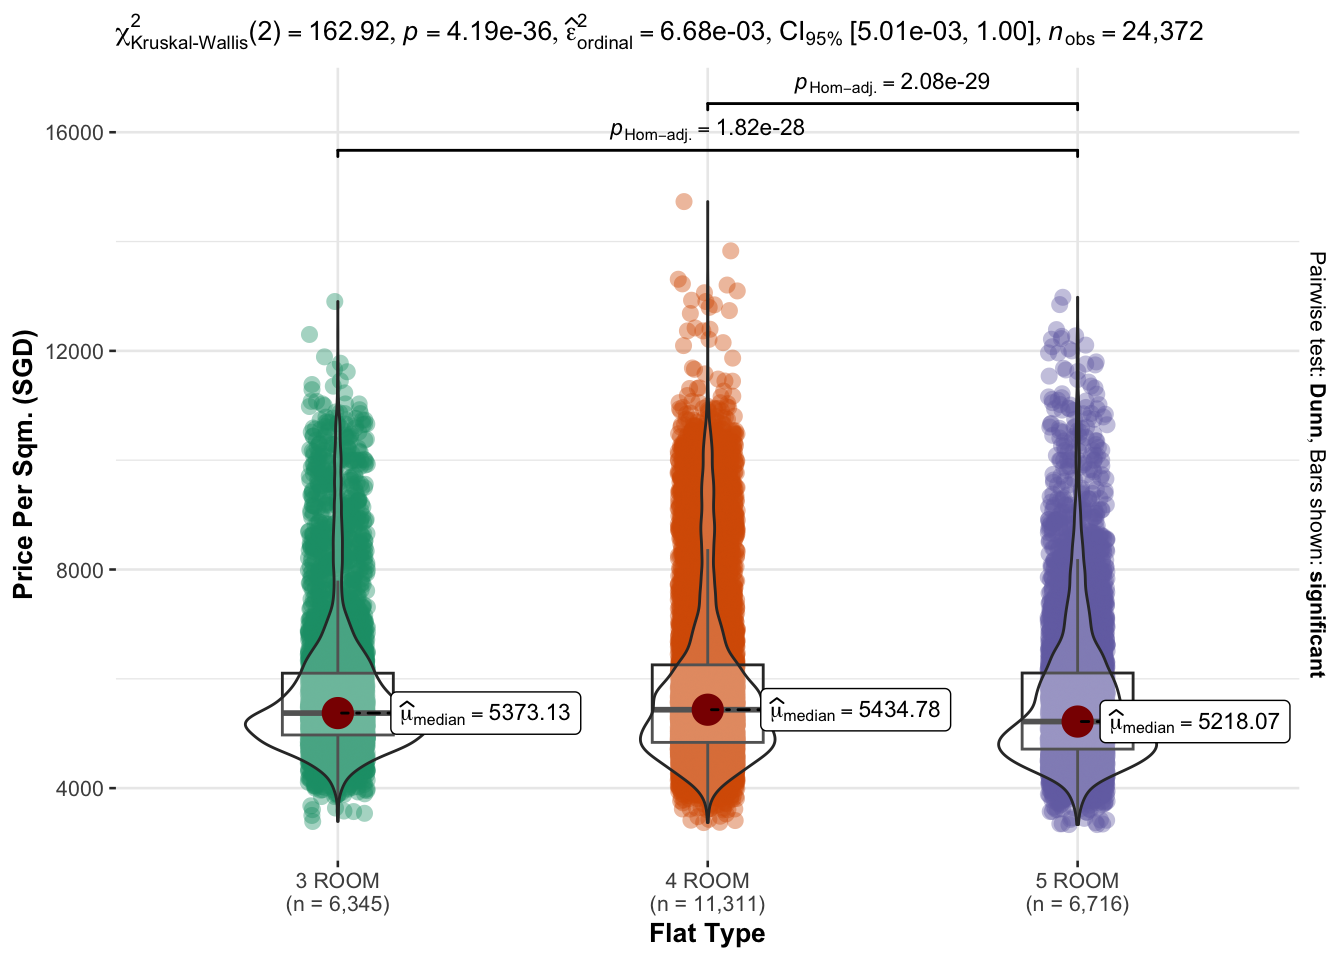 χ²Kruskal-Wallis(2) = 162.92, p = 4.19e-36, ε̂²ordinal = 6.68e-03, CI95% [5.01e-03, 1.00], nobs = 24,372
pHom−adj. = 2.08e-29
pHom−adj. = 1.82e-28
16000
12000
8000
4000
Price Per Sqm. (SGD)
μ̂median = 5373.13
μ̂median = 5434.78
μ̂median = 5218.07
Pairwise test: Dunn, Bars shown: significant
3 ROOM
(n = 6,345)
4 ROOM
(n = 11,311)
5 ROOM
(n = 6,716)
Flat Type